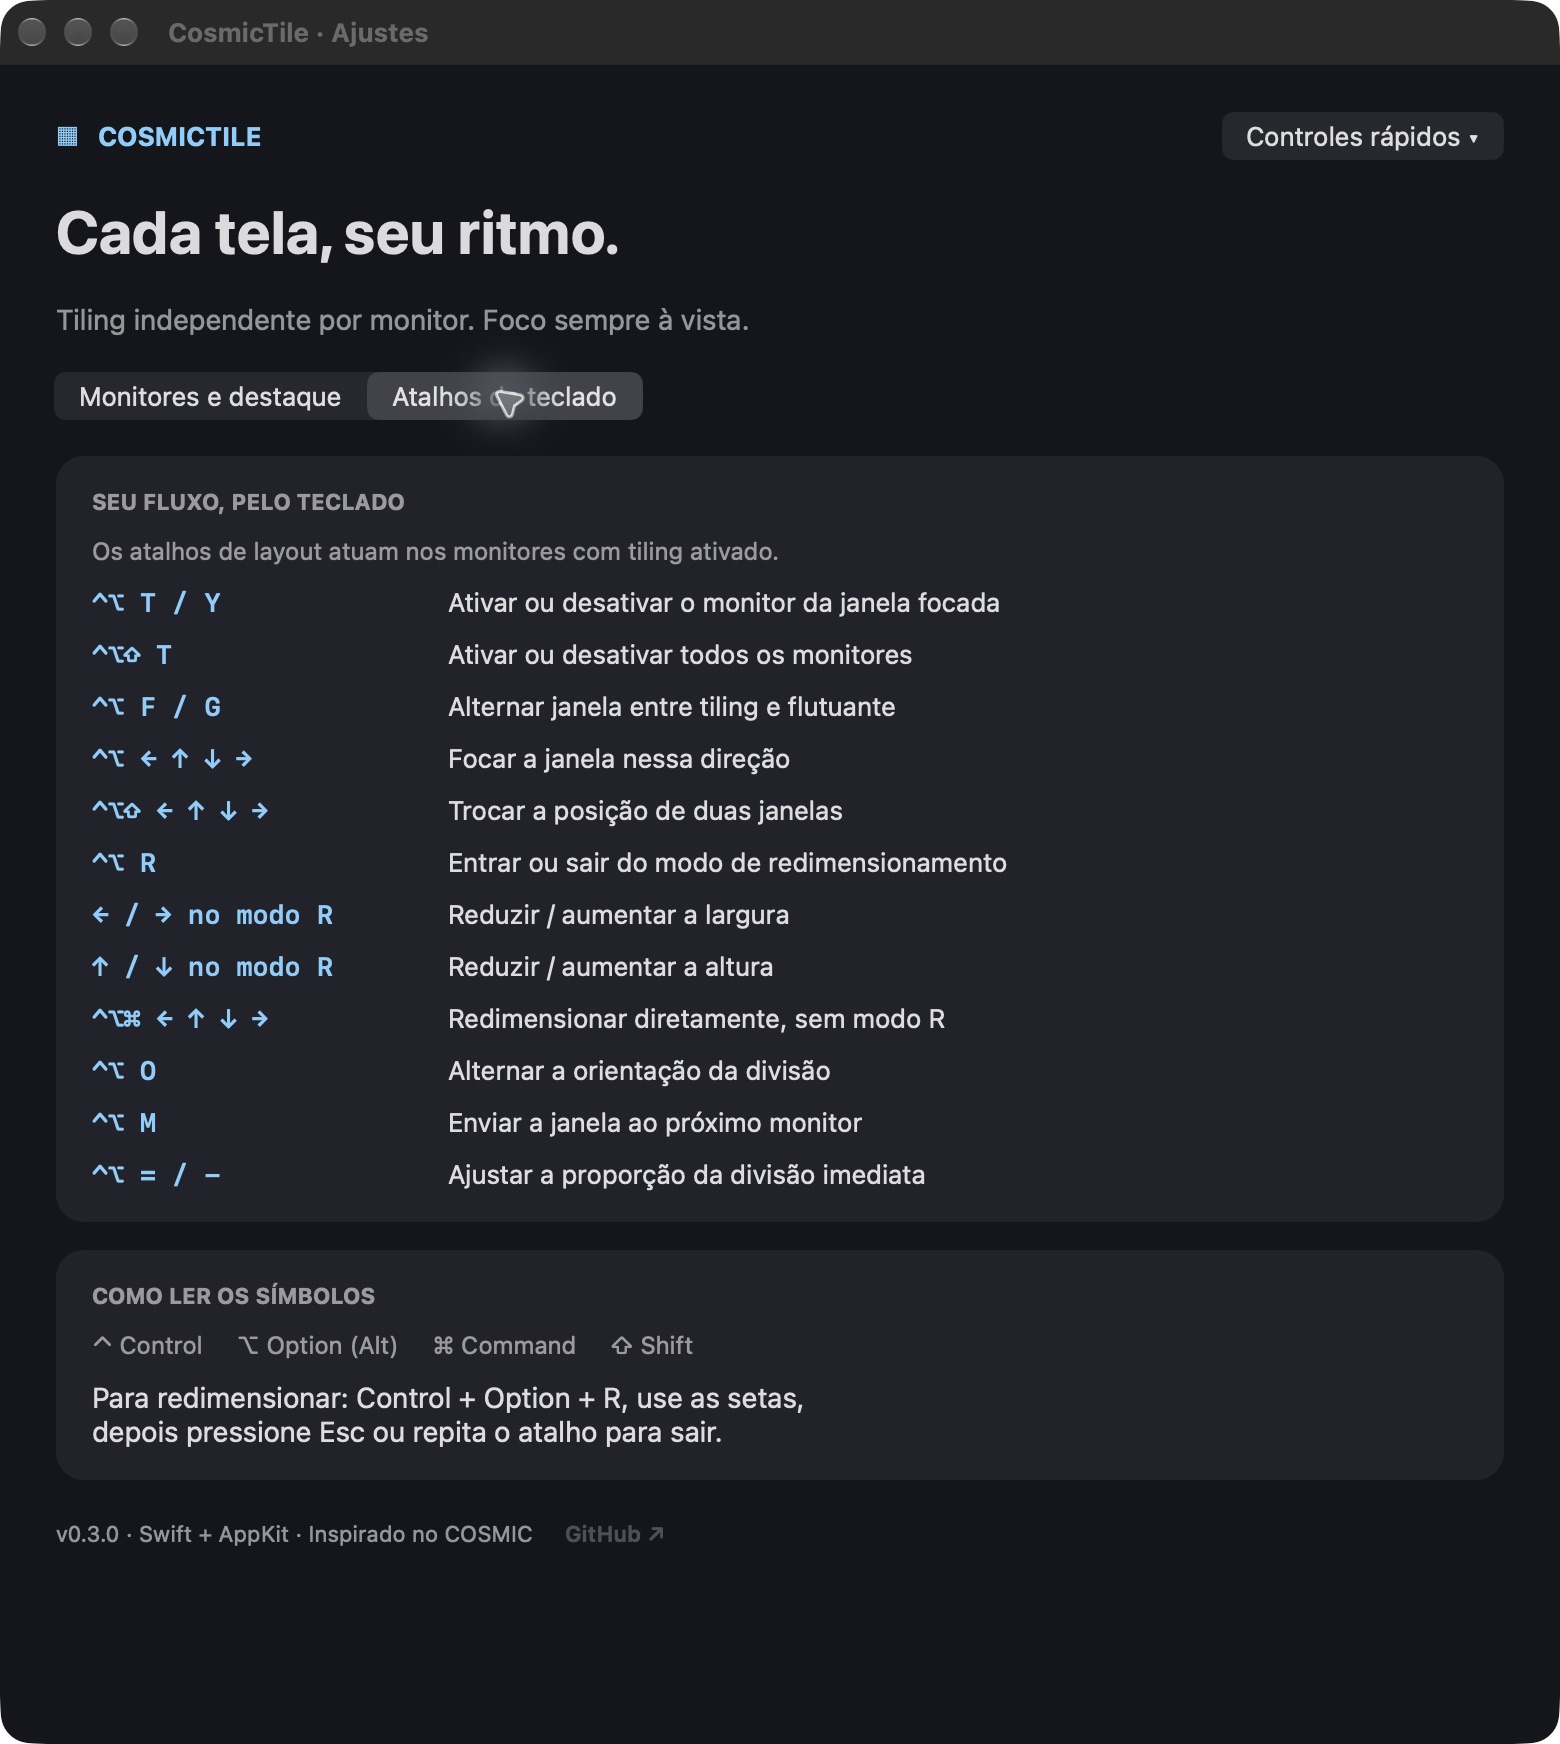 CosmicTile · Ajustes
COSMICTILE
Controles rápidos ▾
Cada tela, seu ritmo.
Tiling independente por monitor. Foco sempre à vista.
Monitores e destaque
Atalhos teclado
SEU FLUXO, PELO TECLADO
Os atalhos de layout atuam nos monitores com tiling ativado.
^⌥ T / Y Ativar ou desativar o monitor da janela focada
^⌥⇧ T Ativar ou desativar todos os monitores
^⌥ F / G Alternar janela entre tiling e flutuante
^⌥ ← ↑ ↓ → Focar a janela nessa direção
^⌥⇧ ← ↑ ↓ → Trocar a posição de duas janelas
^⌥ R Entrar ou sair do modo de redimensionamento
← / → no modo R Reduzir / aumentar a largura
↑ / ↓ no modo R Reduzir / aumentar a altura
^⌥⌘ ← ↑ ↓ → Redimensionar diretamente, sem modo R
^⌥ O Alternar a orientação da divisão
^⌥ M Enviar a janela ao próximo monitor
^⌥ = / − Ajustar a proporção da divisão imediata
COMO LER OS SÍMBOLOS
^ Control ⌥ Option (Alt) ⌘ Command ⇧ Shift
Para redimensionar: Control + Option + R, use as setas,
depois pressione Esc ou repita o atalho para sair.
v0.3.0 · Swift + AppKit · Inspirado no COSMIC GitHub ↗